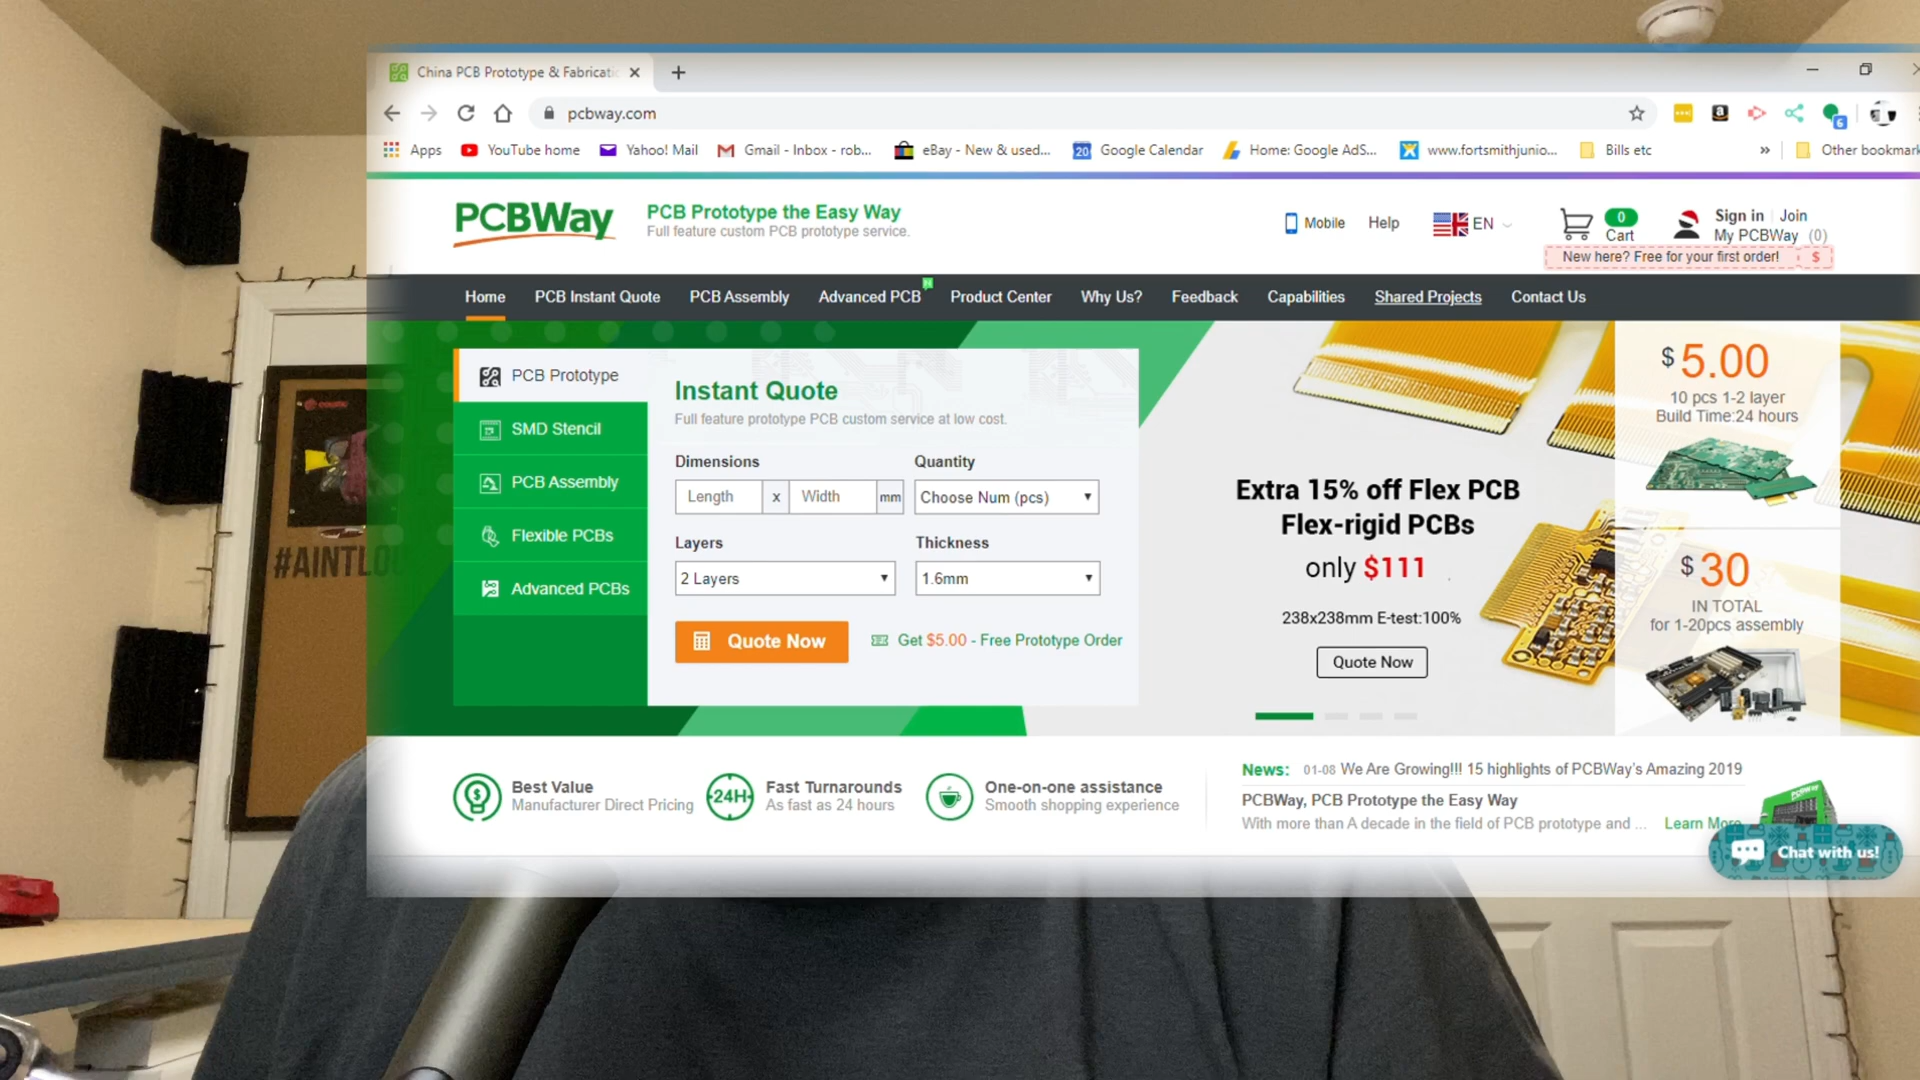 China PCB Prototype & Fabricati
pcbway.com
6
Apps
YouTube home
Yahoo! Mail
Gmail - Inbox - rob...
eBay - New & used...
20
Google Calendar
Home: Google AdS...
www.fortsmithjunio...
Bills etc
»
Other bookmark
PCBWay
PCB Prototype the Easy Way
Full feature custom PCB prototype service.
Mobile
Help
EN
0
Cart
Sign in
Join
My PCBWay (0)
New here? Free for your first order! $
Home
PCB Instant Quote
PCB Assembly
Advanced PCB
Product Center
Why Us?
Feedback
Capabilities
Shared Projects
Contact Us
PCB Prototype
SMD Stencil
PCB Assembly
Flexible PCBs
Advanced PCBs
Instant Quote
Full feature prototype PCB custom service at low cost.
Dimensions
Quantity
Length x Width mm
Choose Num (pcs)
Layers
Thickness
2 Layers
1.6mm
Quote Now
Get $5.00 - Free Prototype Order
Extra 15% off Flex PCB
Flex-rigid PCBs
only $111
238x238mm E-test:100%
Quote Now
$5.00
10 pcs 1-2 layer
Build Time:24 hours
$30
IN TOTAL
for 1-20pcs assembly
#AINTLO
Best Value
Manufacturer Direct Pricing
24H
Fast Turnarounds
As fast as 24 hours
One-on-one assistance
Smooth shopping experience
News: 01-08 We Are Growing!!! 15 highlights of PCBWay's Amazing 2019
PCBWay, PCB Prototype the Easy Way
With more than A decade in the field of PCB prototype and ... Learn More
PCBWay
Chat with us!